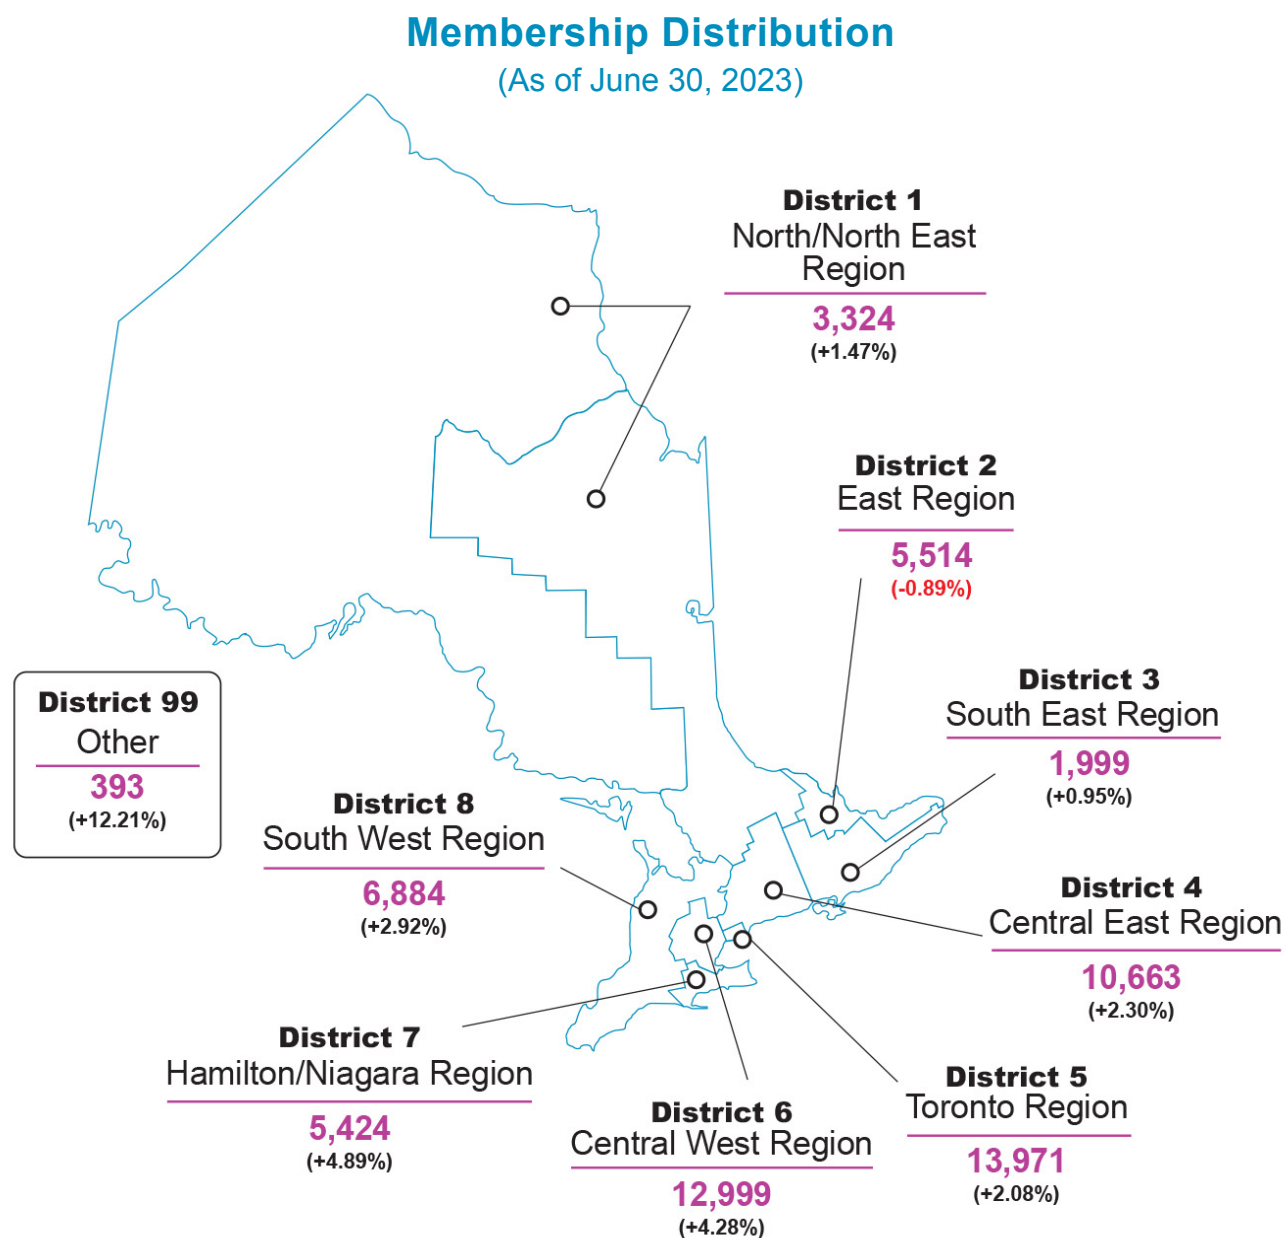 Membership Distribution
(As of June 30, 2023)
District 1
North/North East
Region
3,324
(+1.47%)
District 2
East Region
5,514
(-0.89%)
District 3
South East Region
1,999
(+0.95%)
District 99
Other
393
(+12.21%)
District 8
South West Region
6,884
(+2.92%)
District 4
Central East Region
10,663
(+2.30%)
District 7
Hamilton/Niagara Region
5,424
(+4.89%)
District 6
Central West Region
12,999
(+4.28%)
District 5
Toronto Region
13,971
(+2.08%)